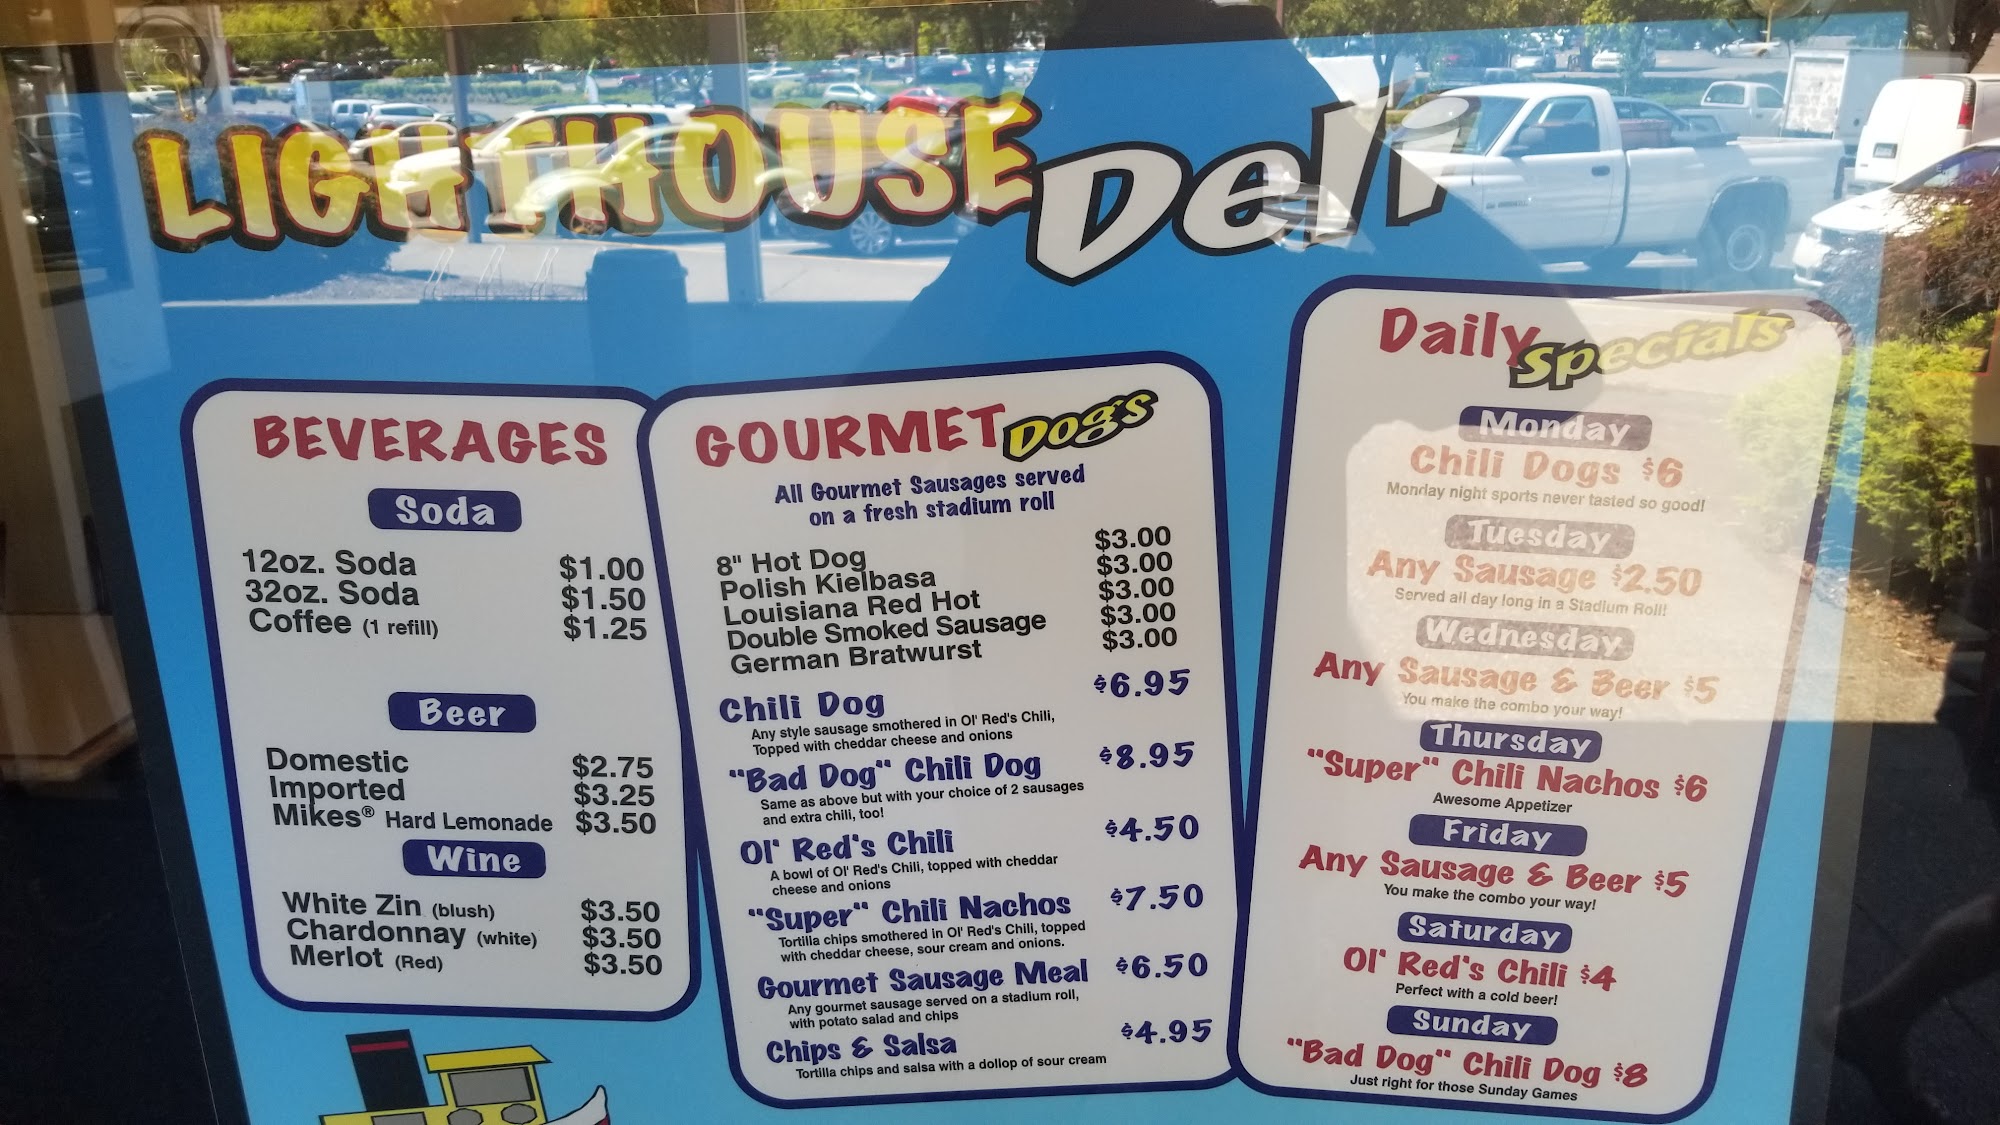 LIGHTHOUSE Deli
BEVERAGES
Soda
12oz. Soda $1.00
32oz. Soda $1.50
Coffee (1 refill) $1.25
Beer
Domestic $2.75
Imported $3.25
Mikes® Hard Lemonade $3.50
Wine
White Zin (blush) $3.50
Chardonnay (white) $3.50
Merlot (Red) $3.50
GOURMET Dogs
All Gourmet Sausages served
on a fresh stadium roll
8" Hot Dog $3.00
Polish Kielbasa $3.00
Louisiana Red Hot $3.00
Double Smoked Sausage $3.00
German Bratwurst $3.00
Chili Dog $6.95
Any style sausage smothered in Ol' Red's Chili,
Topped with cheddar cheese and onions
"Bad Dog" Chili Dog $8.95
Same as above but with your choice of 2 sausages
and extra chili, too!
Ol' Red's Chili $4.50
A bowl of Ol' Red's Chili, topped with cheddar
cheese and onions
"Super" Chili Nachos $7.50
Tortilla chips smothered in Ol' Red's Chili, topped
with cheddar cheese, sour cream and onions.
Gourmet Sausage Meal $6.50
Any gourmet sausage served on a stadium roll,
with potato salad and chips
Chips & Salsa $4.95
Tortilla chips and salsa with a dollop of sour cream
Daily Specials
Monday
Chili Dogs $6
Monday night sports never tasted so good!
Tuesday
Any Sausage $2.50
Served all day long in a Stadium Roll!
Wednesday
Any Sausage & Beer $5
You make the combo your way!
Thursday
"Super" Chili Nachos $6
Awesome Appetizer
Friday
Any Sausage & Beer $5
You make the combo your way!
Saturday
Ol' Red's Chili $4
Perfect with a cold beer!
Sunday
"Bad Dog" Chili Dog $8
Just right for those Sunday Games